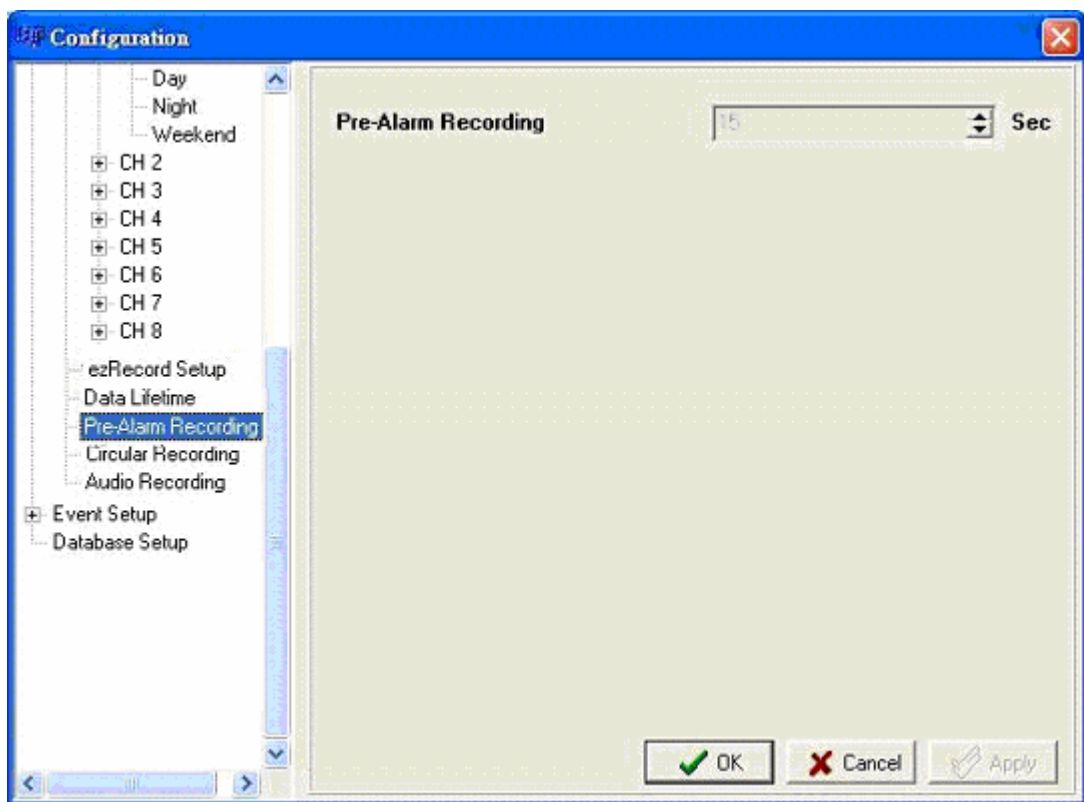 Configuration
Day
Night
Weekend
CH 2
CH 3
CH 4
CH 5
CH 6
CH 7
CH 8
ezRecord Setup
Data Lifetime
Pre-Alarm Recording
Circular Recording
Audio Recording
Event Setup
Database Setup
Pre-Alarm Recording 15 Sec
OK Cancel Apply